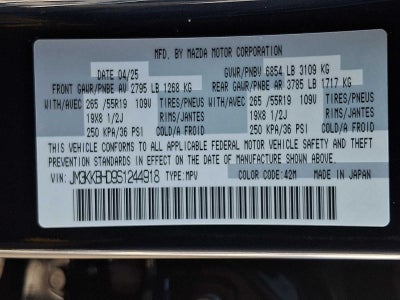 MFD. BY MAZDA MOTOR CORPORATION
DATE 04/25 GVWR/PNBV 6854 LB 3109 KG
FRONT GAWR/PNBE AV 2795 LB 1268 KG REAR GAWR/PNBE AR 3785 LB 1717 KG
WITH/AVEC 265 /55R19 109V TIRES/PNEUS WITH/AVEC 265 /55R19 109V TIRES/PNEUS
19X8 1/2J RIMS/JANTES 19X8 1/2J RIMS/JANTES
250 KPA/36 PSI COLD/A FROID 250 KPA/36 PSI COLD/A FROID
THIS VEHICLE CONFORMS TO ALL APPLICABLE FEDERAL MOTOR VEHICLE SAFETY AND THEFT
PREVENTION STANDARDS IN EFFECT ON THE DATE OF MANUFACTURE SHOWN ABOVE.
VIN: JM3KKBHD9S1244918 TYPE:MPV COLOR CODE:42M MADE IN JAPAN